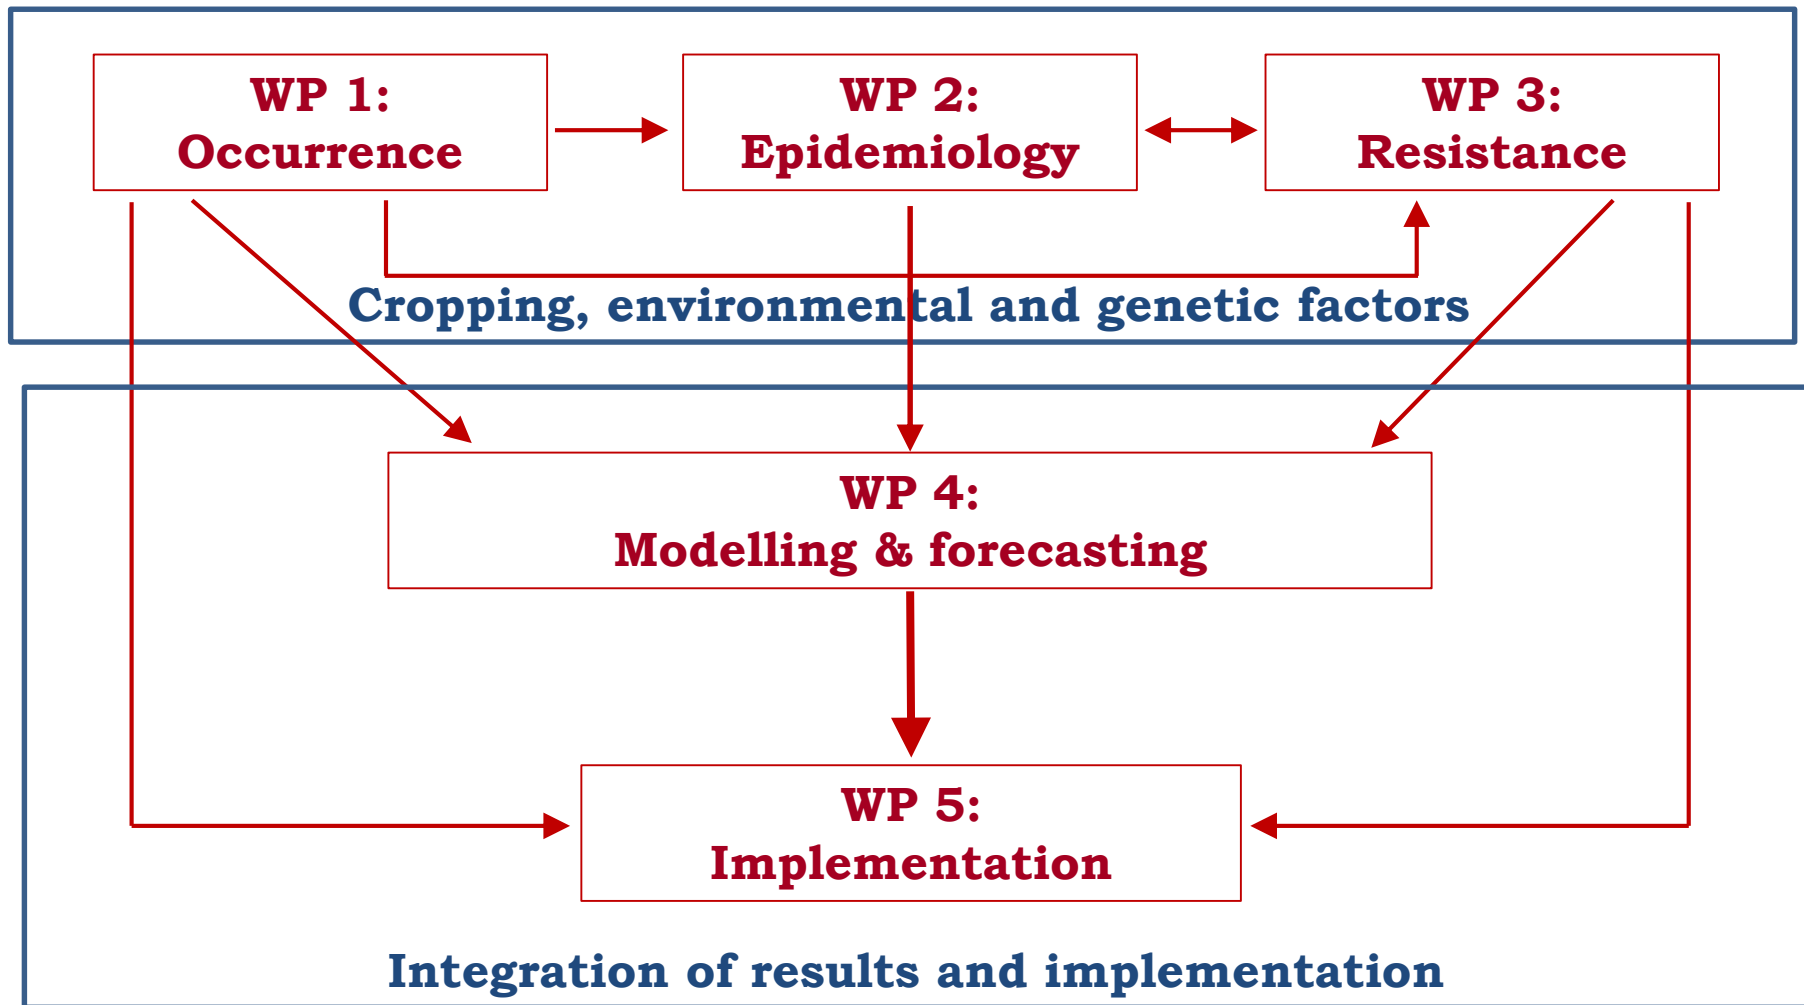 WP 1:
Occurrence
WP 2:
Epidemiology
WP 3:
Resistance
Cropping, environmental and genetic factors
WP 4:
Modelling & forecasting
WP 5:
Implementation
Integration of results and implementation